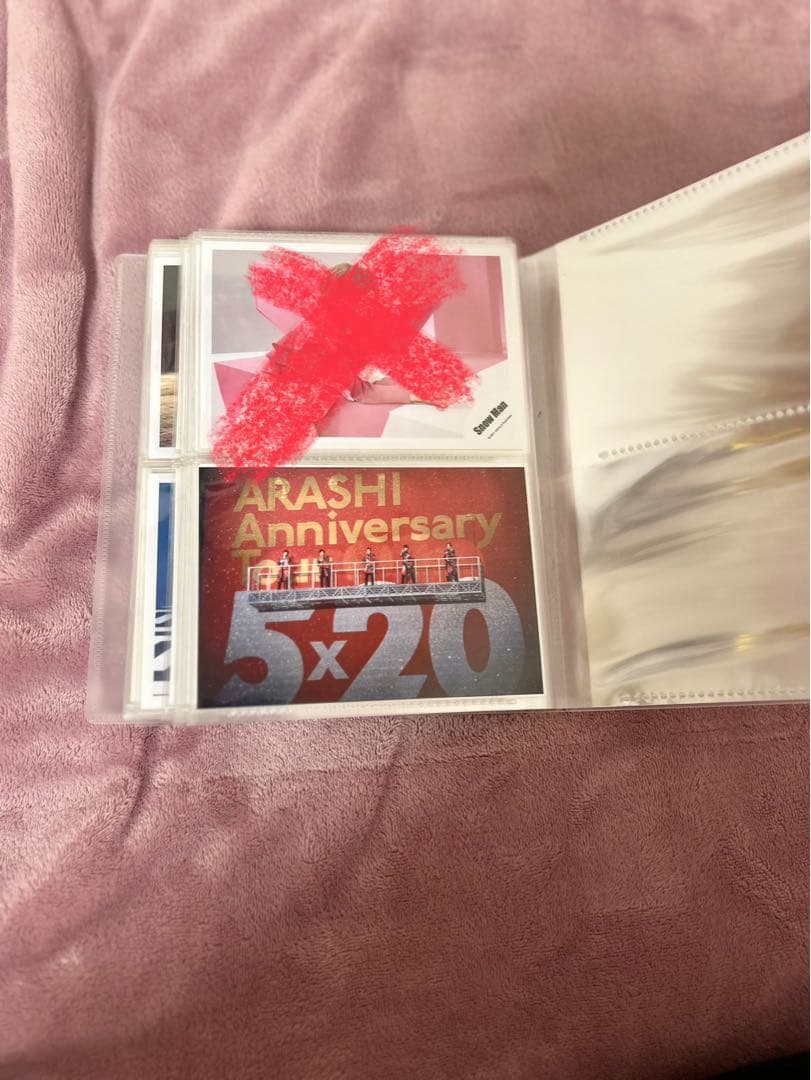 Snow Man
ARASHI
Anniversary
Tour
5x20